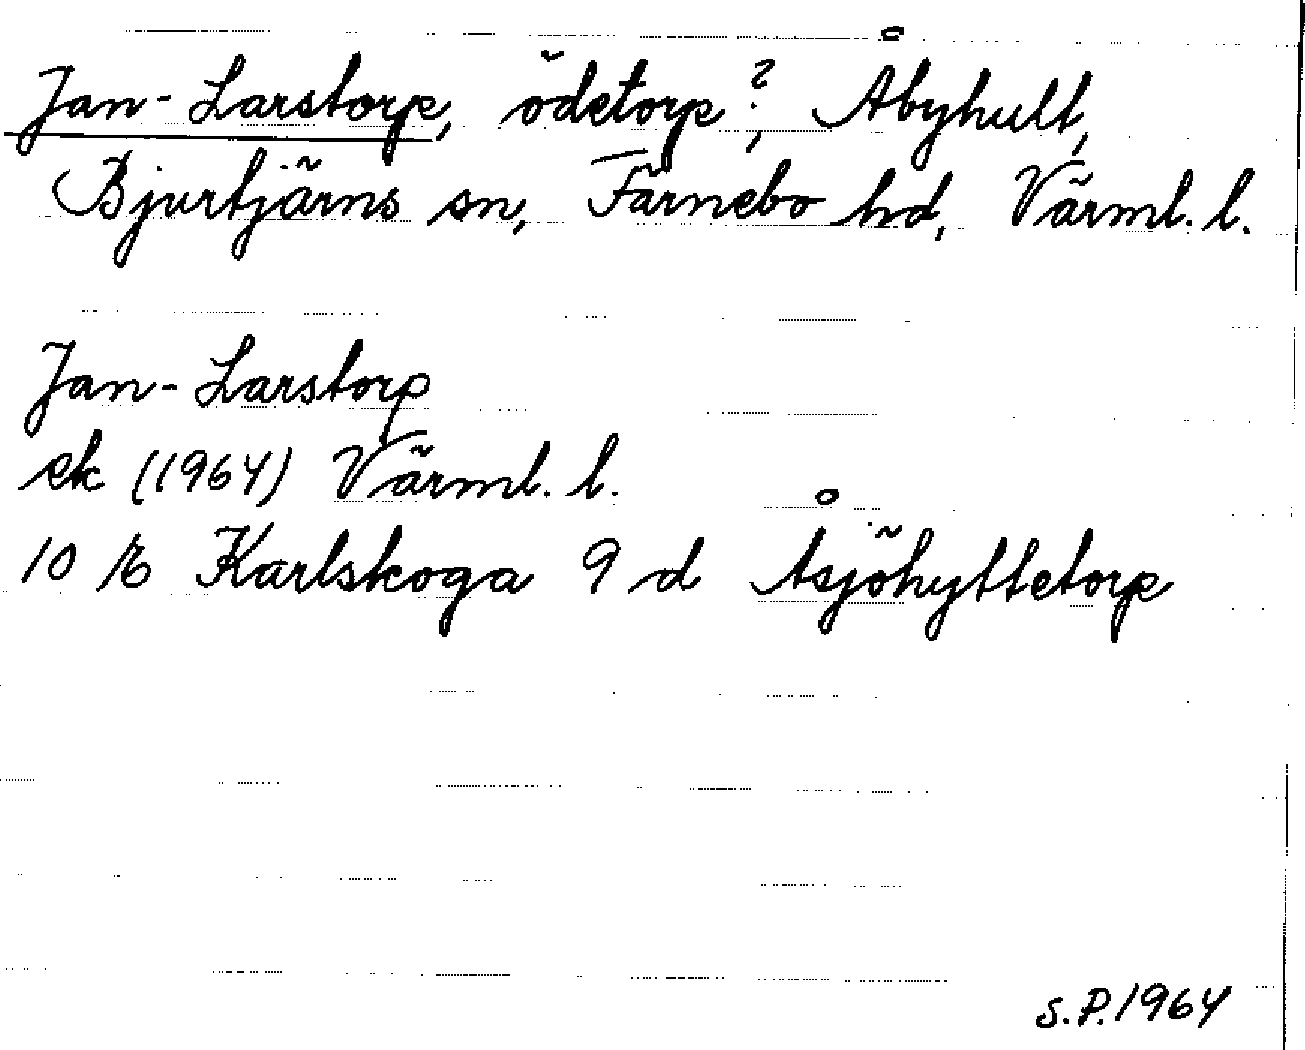 Jan-Larstorp, ödetorp?, Åbyhult,
Bjurtjärns sn, Färnebo hd, Värml. l.
Jan-Larstorp
ek (1964) Värml. l.
10 E Karlskoga 9 d Åsjöhyttetorp
S.P. 1964